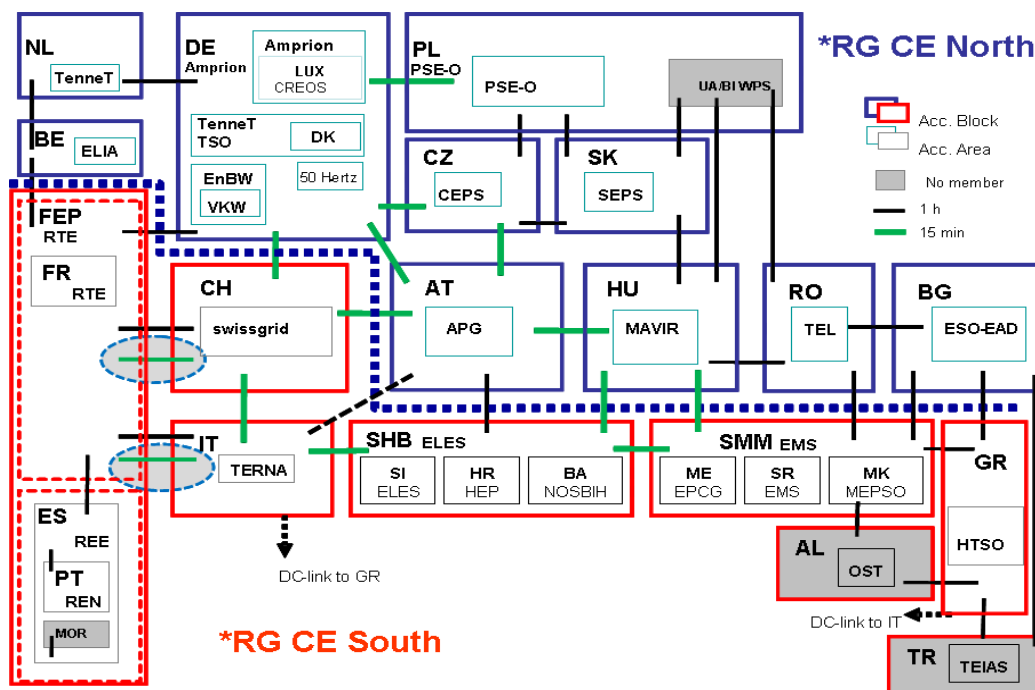 NL
TenneT
BE
ELIA
DE
Amprion
Amprion
LUX
CREOS
TenneT
TSO
DK
EnBW
VKW
50 Hertz
PL
PSE-O
PSE-O
UA/BI WPS
*RG CE North
Acc. Block
Acc. Area
No member
1 h
15 min
CZ
CEPS
SK
SEPS
FEP
RTE
FR
RTE
CH
swissgrid
AT
APG
HU
MAVIR
RO
TEL
BG
ESO-EAD
IT
TERNA
SHB ELES
SI
ELES
HR
HEP
BA
NOSBIH
SMM EMS
ME
EPCG
SR
EMS
MK
MEPSO
GR
HTSO
ES
REE
PT
REN
MOR
DC-link to GR
AL
OST
DC-link to IT
*RG CE South
TR
TEIAS